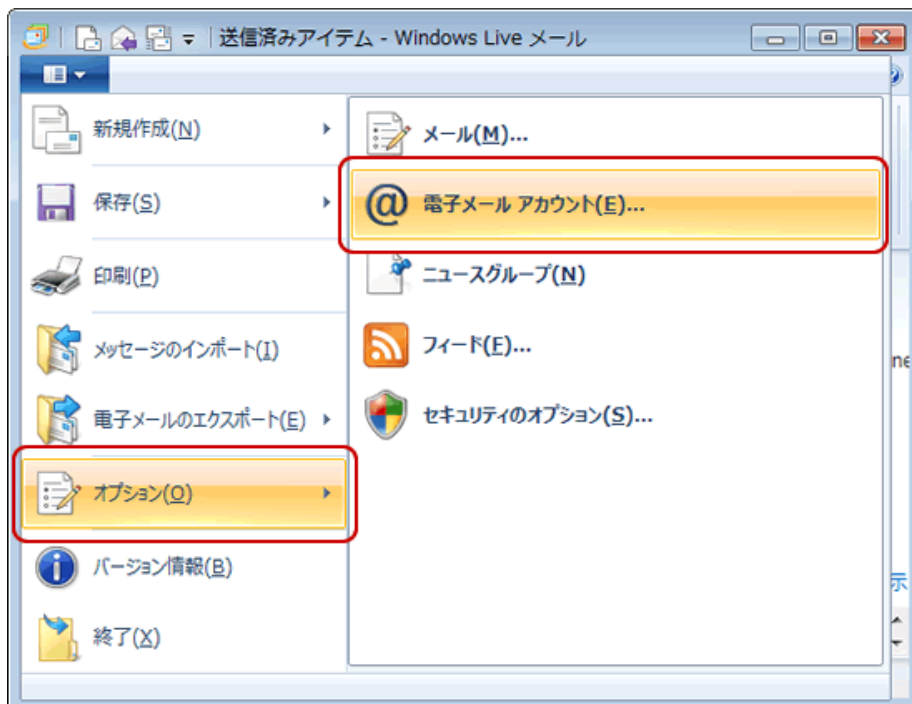 送信済みアイテム - Windows Live メール
新規作成(N)
保存(S)
印刷(P)
メッセージのインポート(I)
電子メールのエクスポート(E)
オプション(O)
バージョン情報(B)
終了(X)
メール(M)...
電子メール アカウント(E)...
ニュースグループ(N)
フィード(F)...
セキュリティのオプション(S)...
ne
示